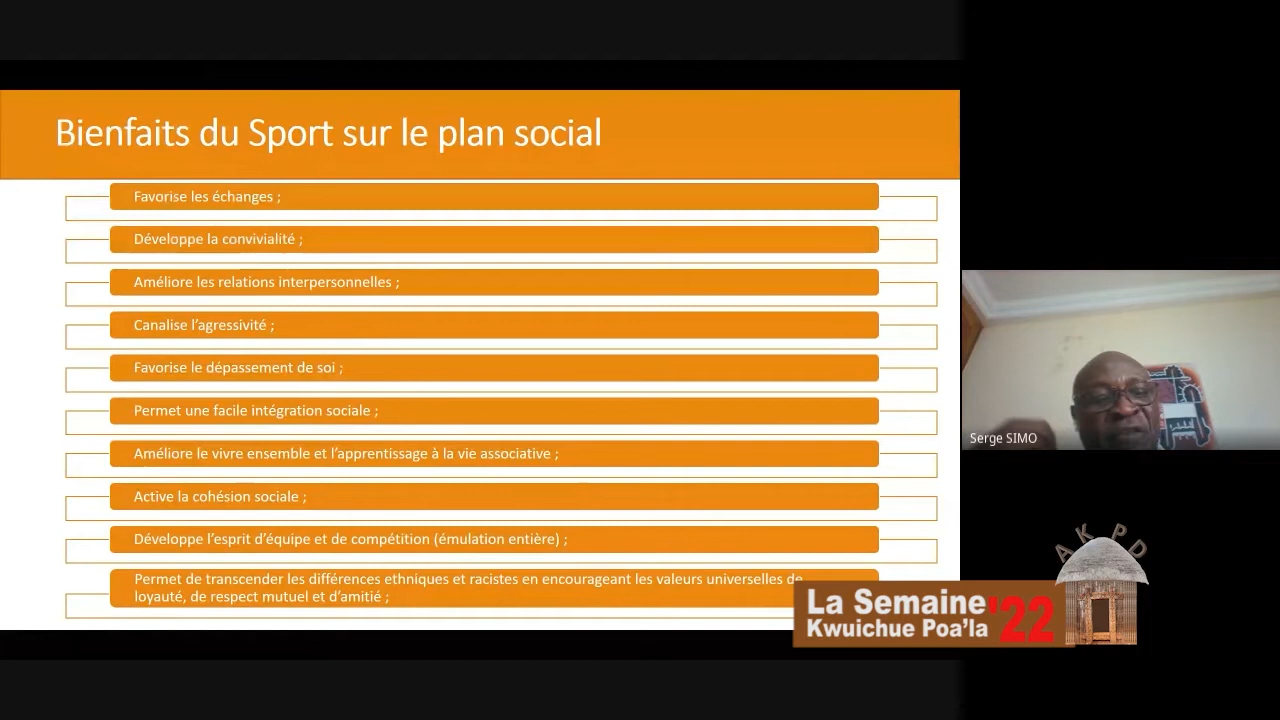 Bienfaits du Sport sur le plan social
Favorise les échanges ;
Développe la convivialité ;
Améliore les relations interpersonnelles ;
Canalise l'agressivité ;
Favorise le dépassement de soi ;
Permet une facile intégration sociale ;
Améliore le vivre ensemble et l'apprentissage à la vie associative ;
Active la cohésion sociale ;
Développe l'esprit d'équipe et de compétition (émulation entière) ;
Permet de transcender les différences ethniques et racistes en encourageant les valeurs universelles de
loyauté, de respect mutuel et d'amitié ;
Serge SIMO
AKPD
La Semaine '22
Kwuichue Poa'la